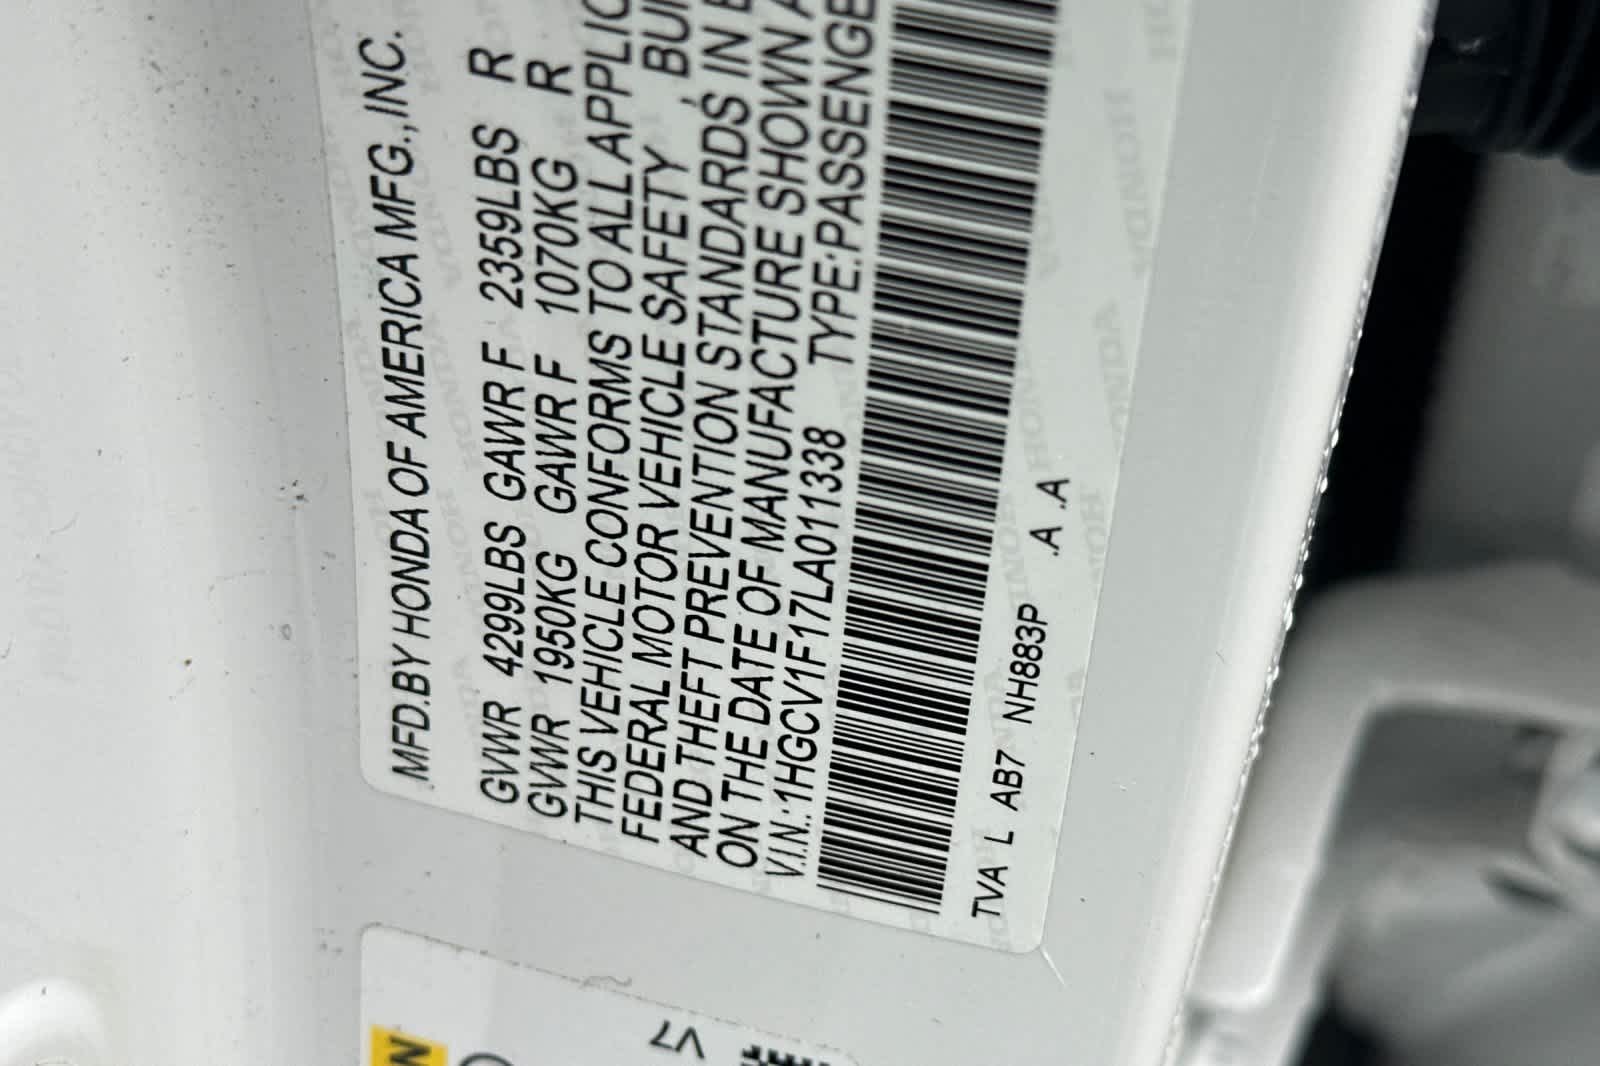 MFD.BY HONDA OF AMERICA MFG.,INC.
GVWR 4299LBS GAWR F 2359LBS R
GVWR 1950KG GAWR F 1070KG R
THIS VEHICLE CONFORMS TO ALL APPLIC
FEDERAL MOTOR VEHICLE SAFETY, BU
AND THEFT PREVENTION STANDARDS IN E
ON THE DATE OF MANUFACTURE SHOWN A
V.I.N.:1HGCV1F17LA011338 TYPE:PASSENGE
TVA L AB7 NH883P .A .A
V7